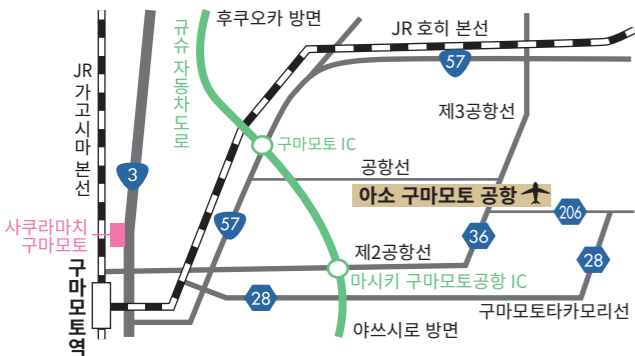 후쿠오카 방면
JR 호히 본선
57
JR 가고시마 본선
규슈 자동차도로
제3공항선
구마모토 IC
3
공항선
아소 구마모토 공항
206
사쿠라마치
구마모토
57
36
제2공항선
28
마시키 구마모토공항 IC
구마모토역
28
구마모토타카모리선
야쓰시로 방면